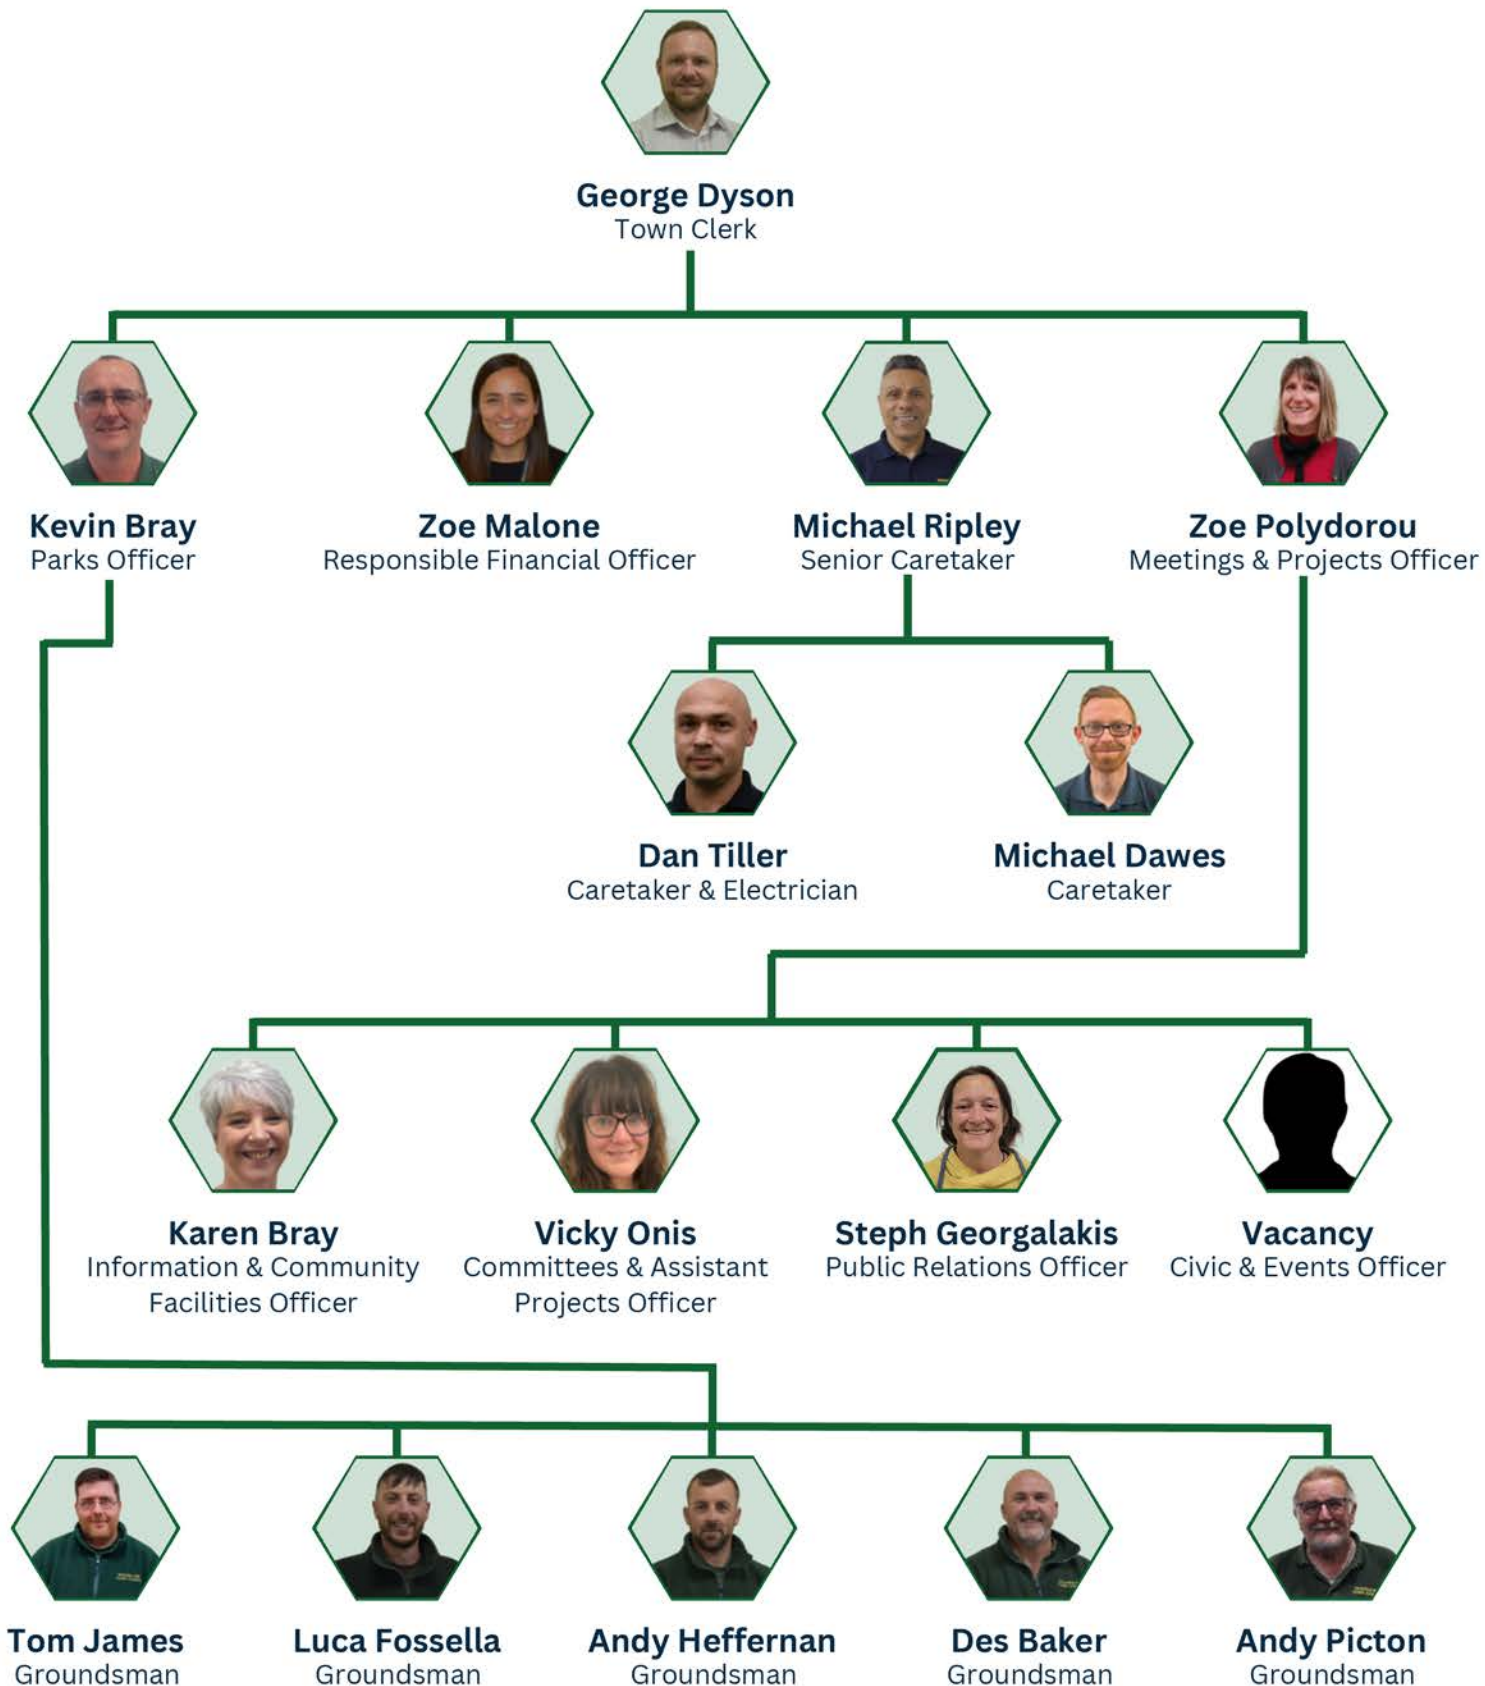 George Dyson
Town Clerk
Kevin Bray
Parks Officer
Zoe Malone
Responsible Financial Officer
Michael Ripley
Senior Caretaker
Zoe Polydorou
Meetings & Projects Officer
Dan Tiller
Caretaker & Electrician
Michael Dawes
Caretaker
Karen Bray
Information & Community
Facilities Officer
Vicky Onis
Committees & Assistant
Projects Officer
Steph Georgalakis
Public Relations Officer
Vacancy
Civic & Events Officer
Tom James
Groundsman
Luca Fossella
Groundsman
Andy Heffernan
Groundsman
Des Baker
Groundsman
Andy Picton
Groundsman